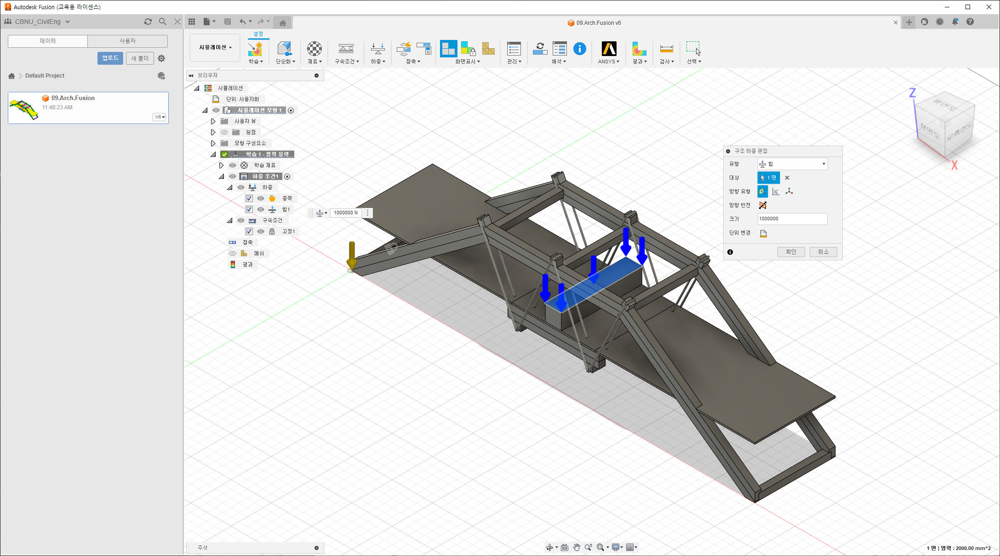 Autodesk Fusion (교육용 라이센스)
CBNU_CivilEng
09.Arch.Fusion v6
데이터
사용자
업로드
새 폴더
Default Project
09.Arch.Fusion
11:48:23 AM
V6
설정
시뮬레이션
학습
단순화
재료
구속조건
하중
접촉
화면표시
관리
해석
ANSYS
결과
검사
선택
브라우저
시뮬레이션
단위: 사용자화
시뮬레이션 모형 1
사용자 뷰
원점
모형 구성요소
학습 1 - 정적 응력
학습 재료
하중 조건1
하중
중력
힘1
구속조건
고정1
접촉
메쉬
결과
1000000 N
Z
X
정면도
우측면도
구조 하중 편집
유형
힘
대상
1 면
방향 유형
방향 반전
크기
1000000
단위 변경
확인
취소
주석
1 면 | 영역 : 2000.00 mm^2